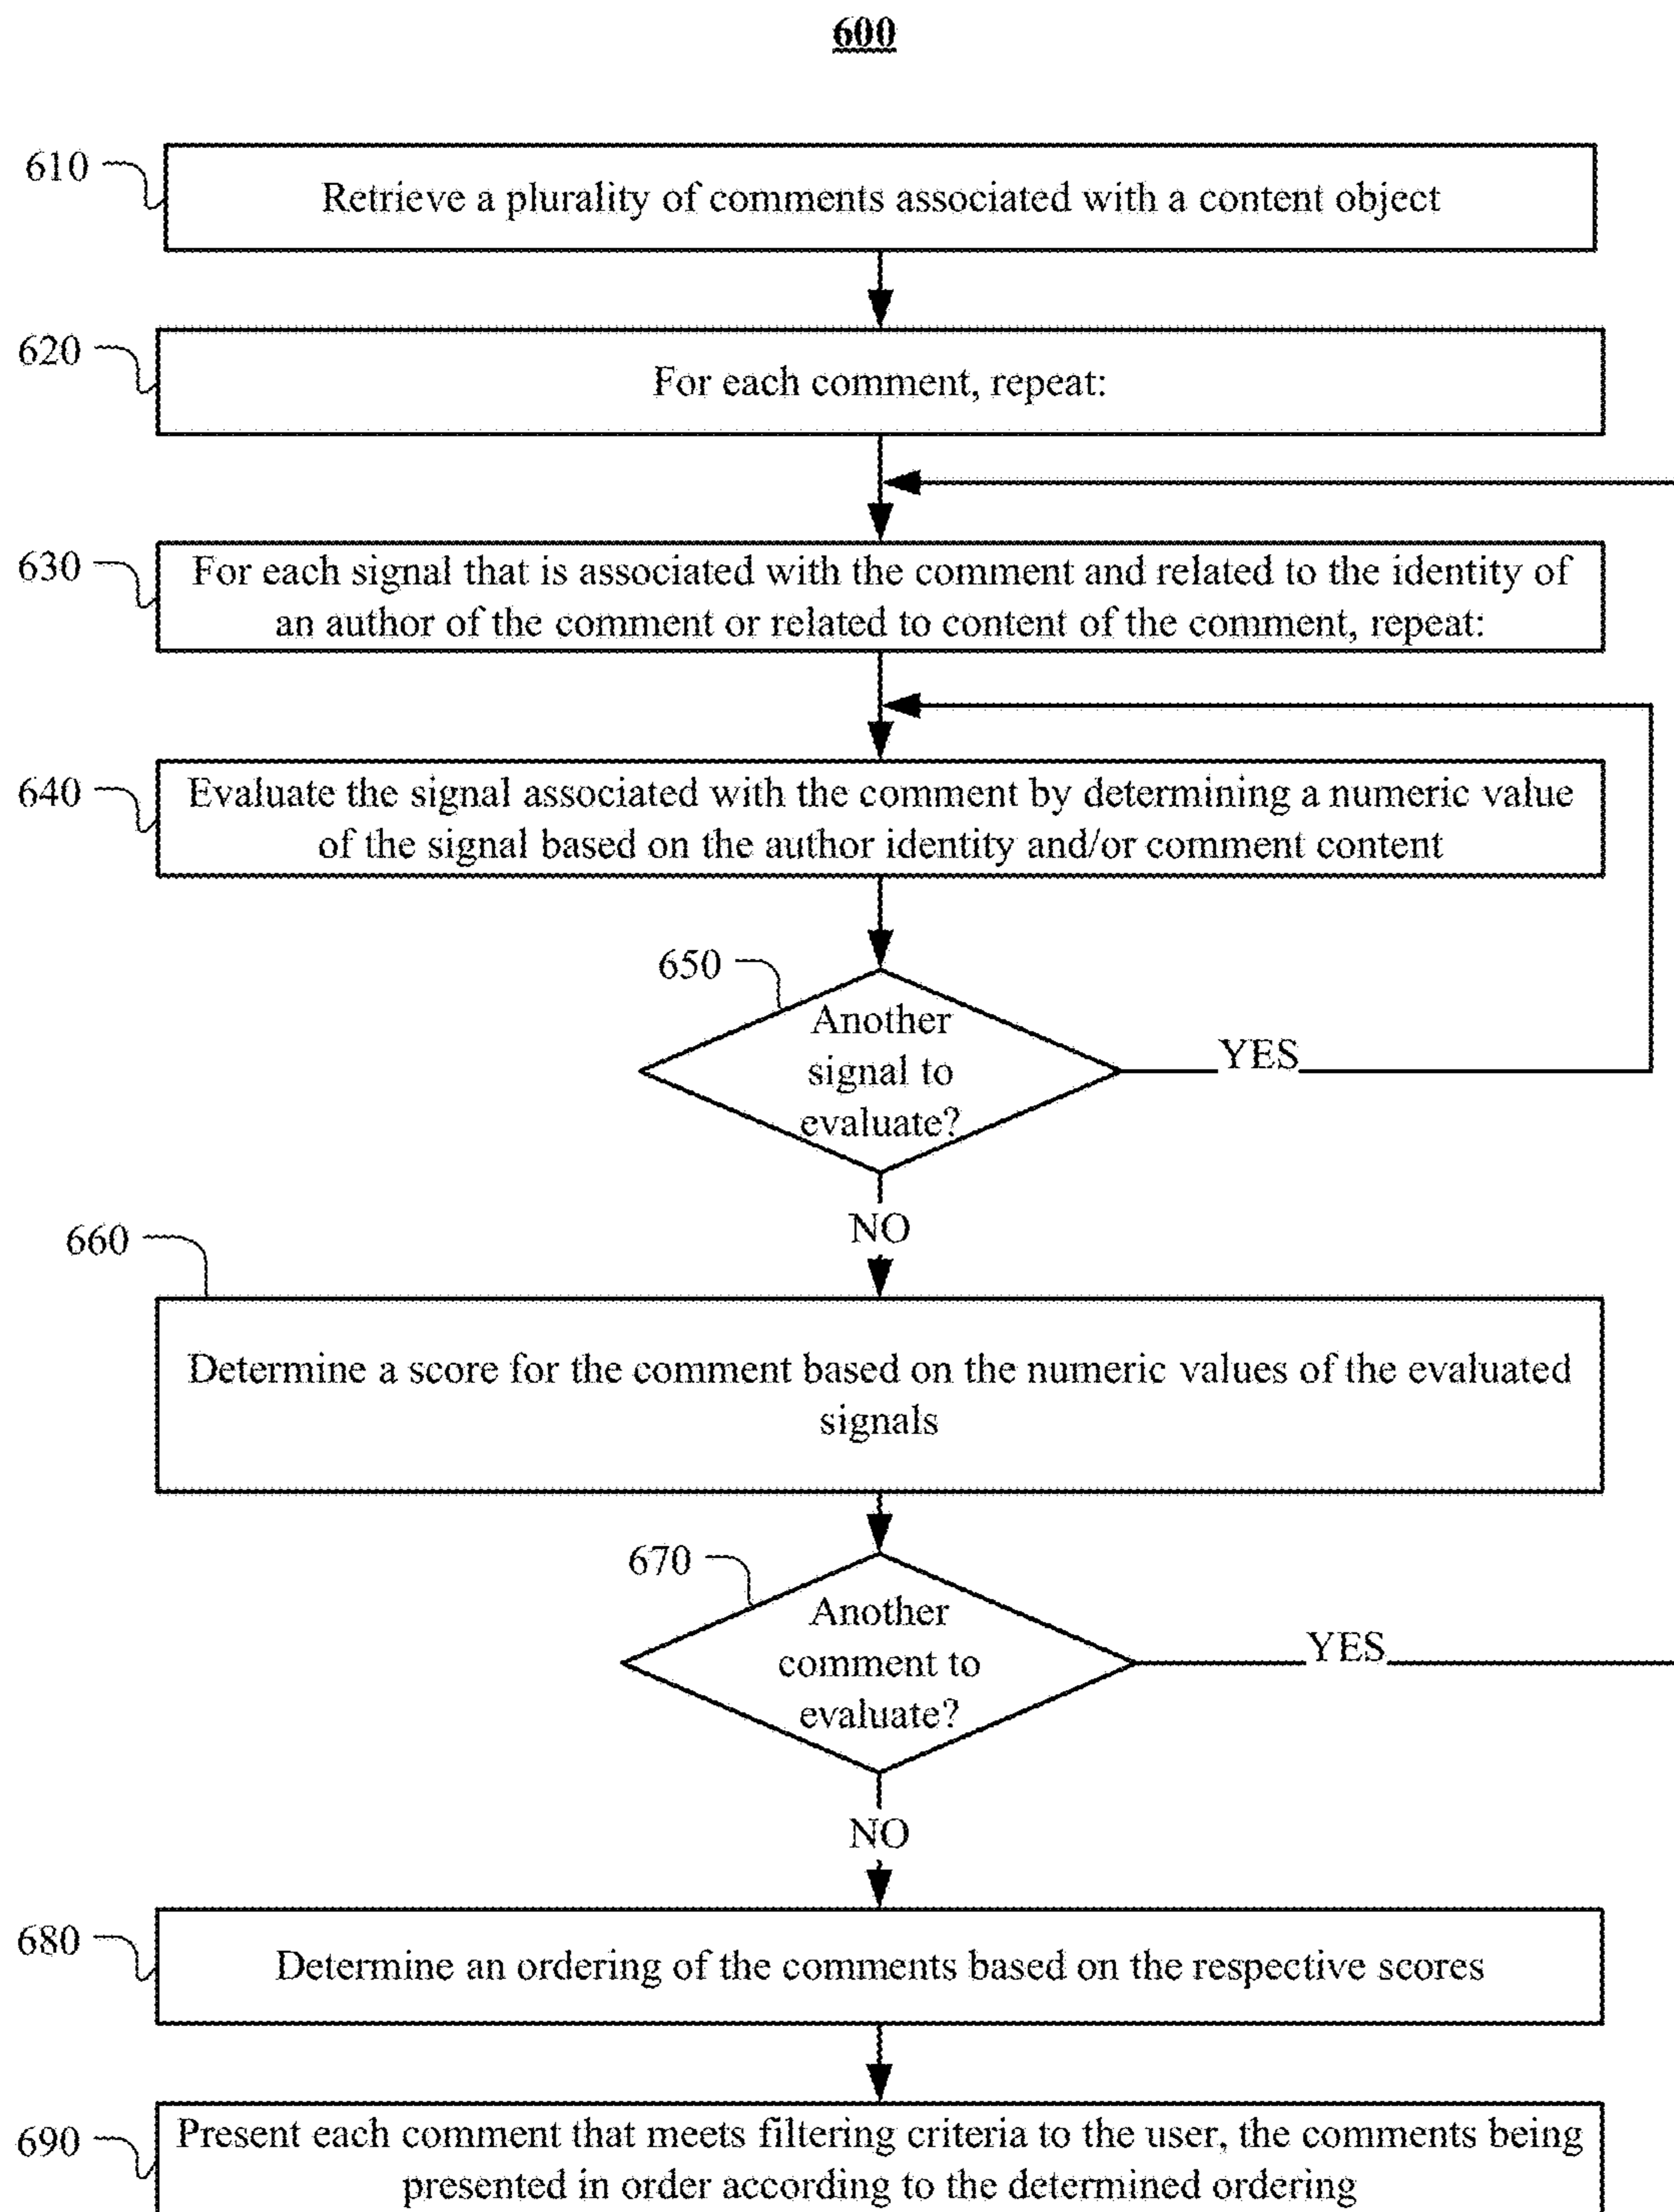 600
610
Retrieve a plurality of comments associated with a content object
620
For each comment, repeat:
630
For each signal that is associated with the comment and related to the identity of
an author of the comment or related to content of the comment, repeat:
640
Evaluate the signal associated with the comment by determining a numeric value
of the signal based on the author identity and/or comment content
650
Another
signal to
evaluate?
YES
NO
660
Determine a score for the comment based on the numeric values of the evaluated
signals
670
Another
comment to
evaluate?
YES
NO
680
Determine an ordering of the comments based on the respective scores
690
Present each comment that meets filtering criteria to the user, the comments being
presented in order according to the determined ordering